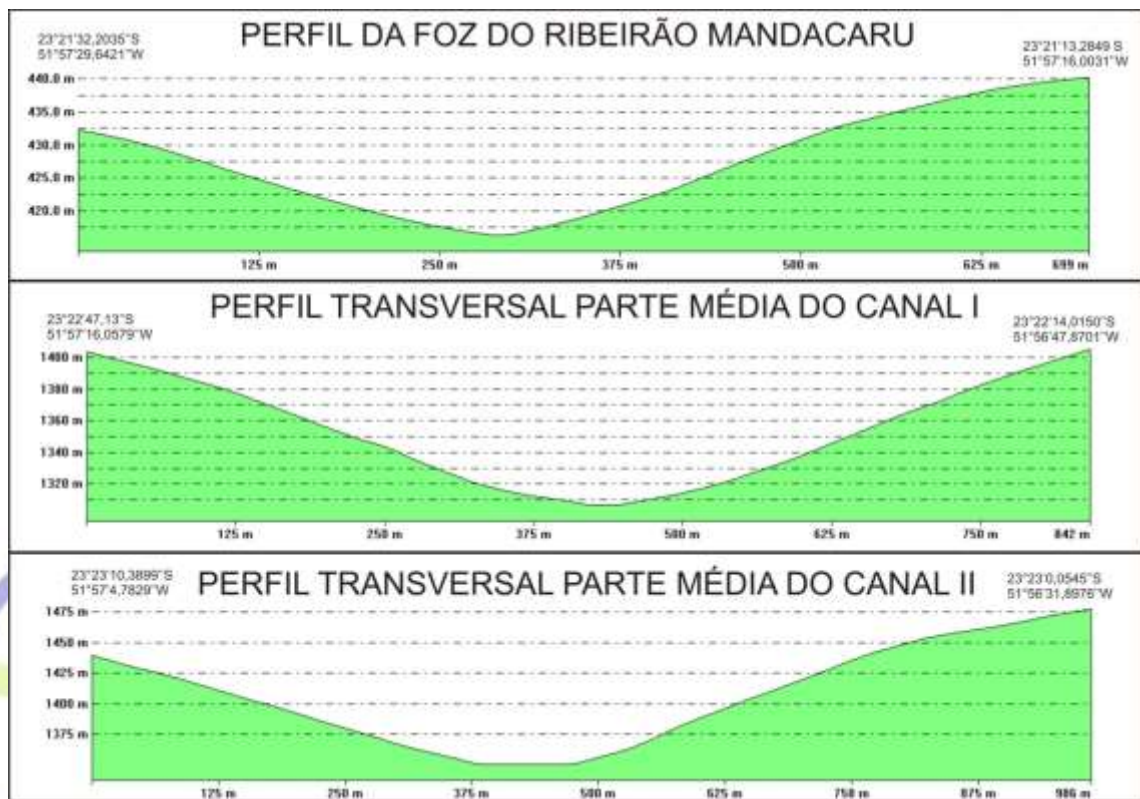 PERFIL DA FOZ DO RIBEIRÃO MANDACARU
23°21'32,2035"S
51°57'29,6421"W
23°21'13,2849 S
51°57'16,0031"W
440.0 m
435.0 m
430.0 m
425.0 m
420.0 m
125 m 250 m 375 m 500 m 625 m 699 m
PERFIL TRANSVERSAL PARTE MÉDIA DO CANAL I
23°22'47,13"S
51°57'16,0579"W
23°22'14,0150"S
51°56'47,8701"W
1400 m
1380 m
1360 m
1340 m
1320 m
125 m 250 m 375 m 500 m 625 m 750 m 842 m
PERFIL TRANSVERSAL PARTE MÉDIA DO CANAL II
23°23'10,3899"S
51°57'4,7829"W
23°23'0,0545"S
51°56'31,8976"W
1475 m
1450 m
1425 m
1400 m
1375 m
125 m 250 m 375 m 500 m 625 m 750 m 875 m 986 m